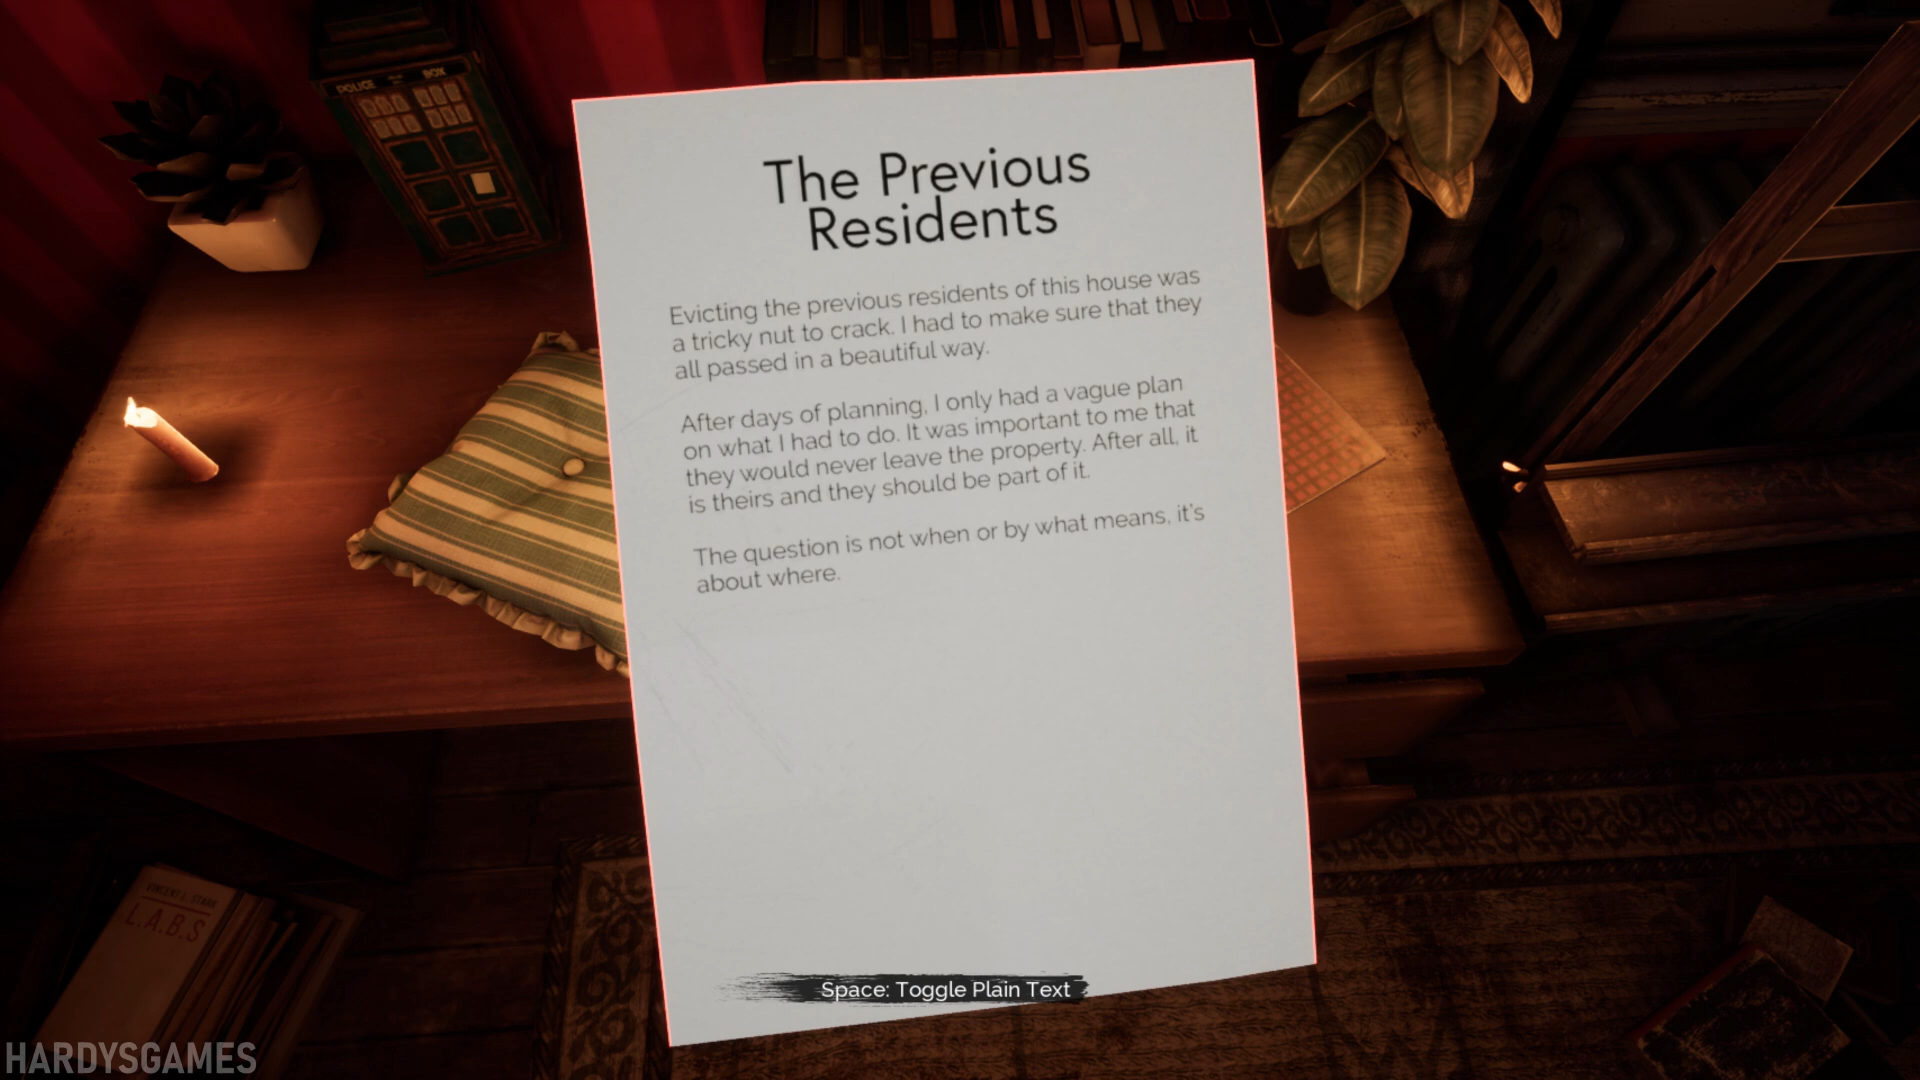 POLICE BOX
The Previous
Residents
Evicting the previous residents of this house was
a tricky nut to crack. I had to make sure that they
all passed in a beautiful way.
After days of planning, I only had a vague plan
on what I had to do. It was important to me that
they would never leave the property. After all, it
is theirs and they should be part of it.
The question is not when or by what means, it's
about where.
VINCENT L. STARK
L.A.B.S
Space: Toggle Plain Text
HARDYSGAMES